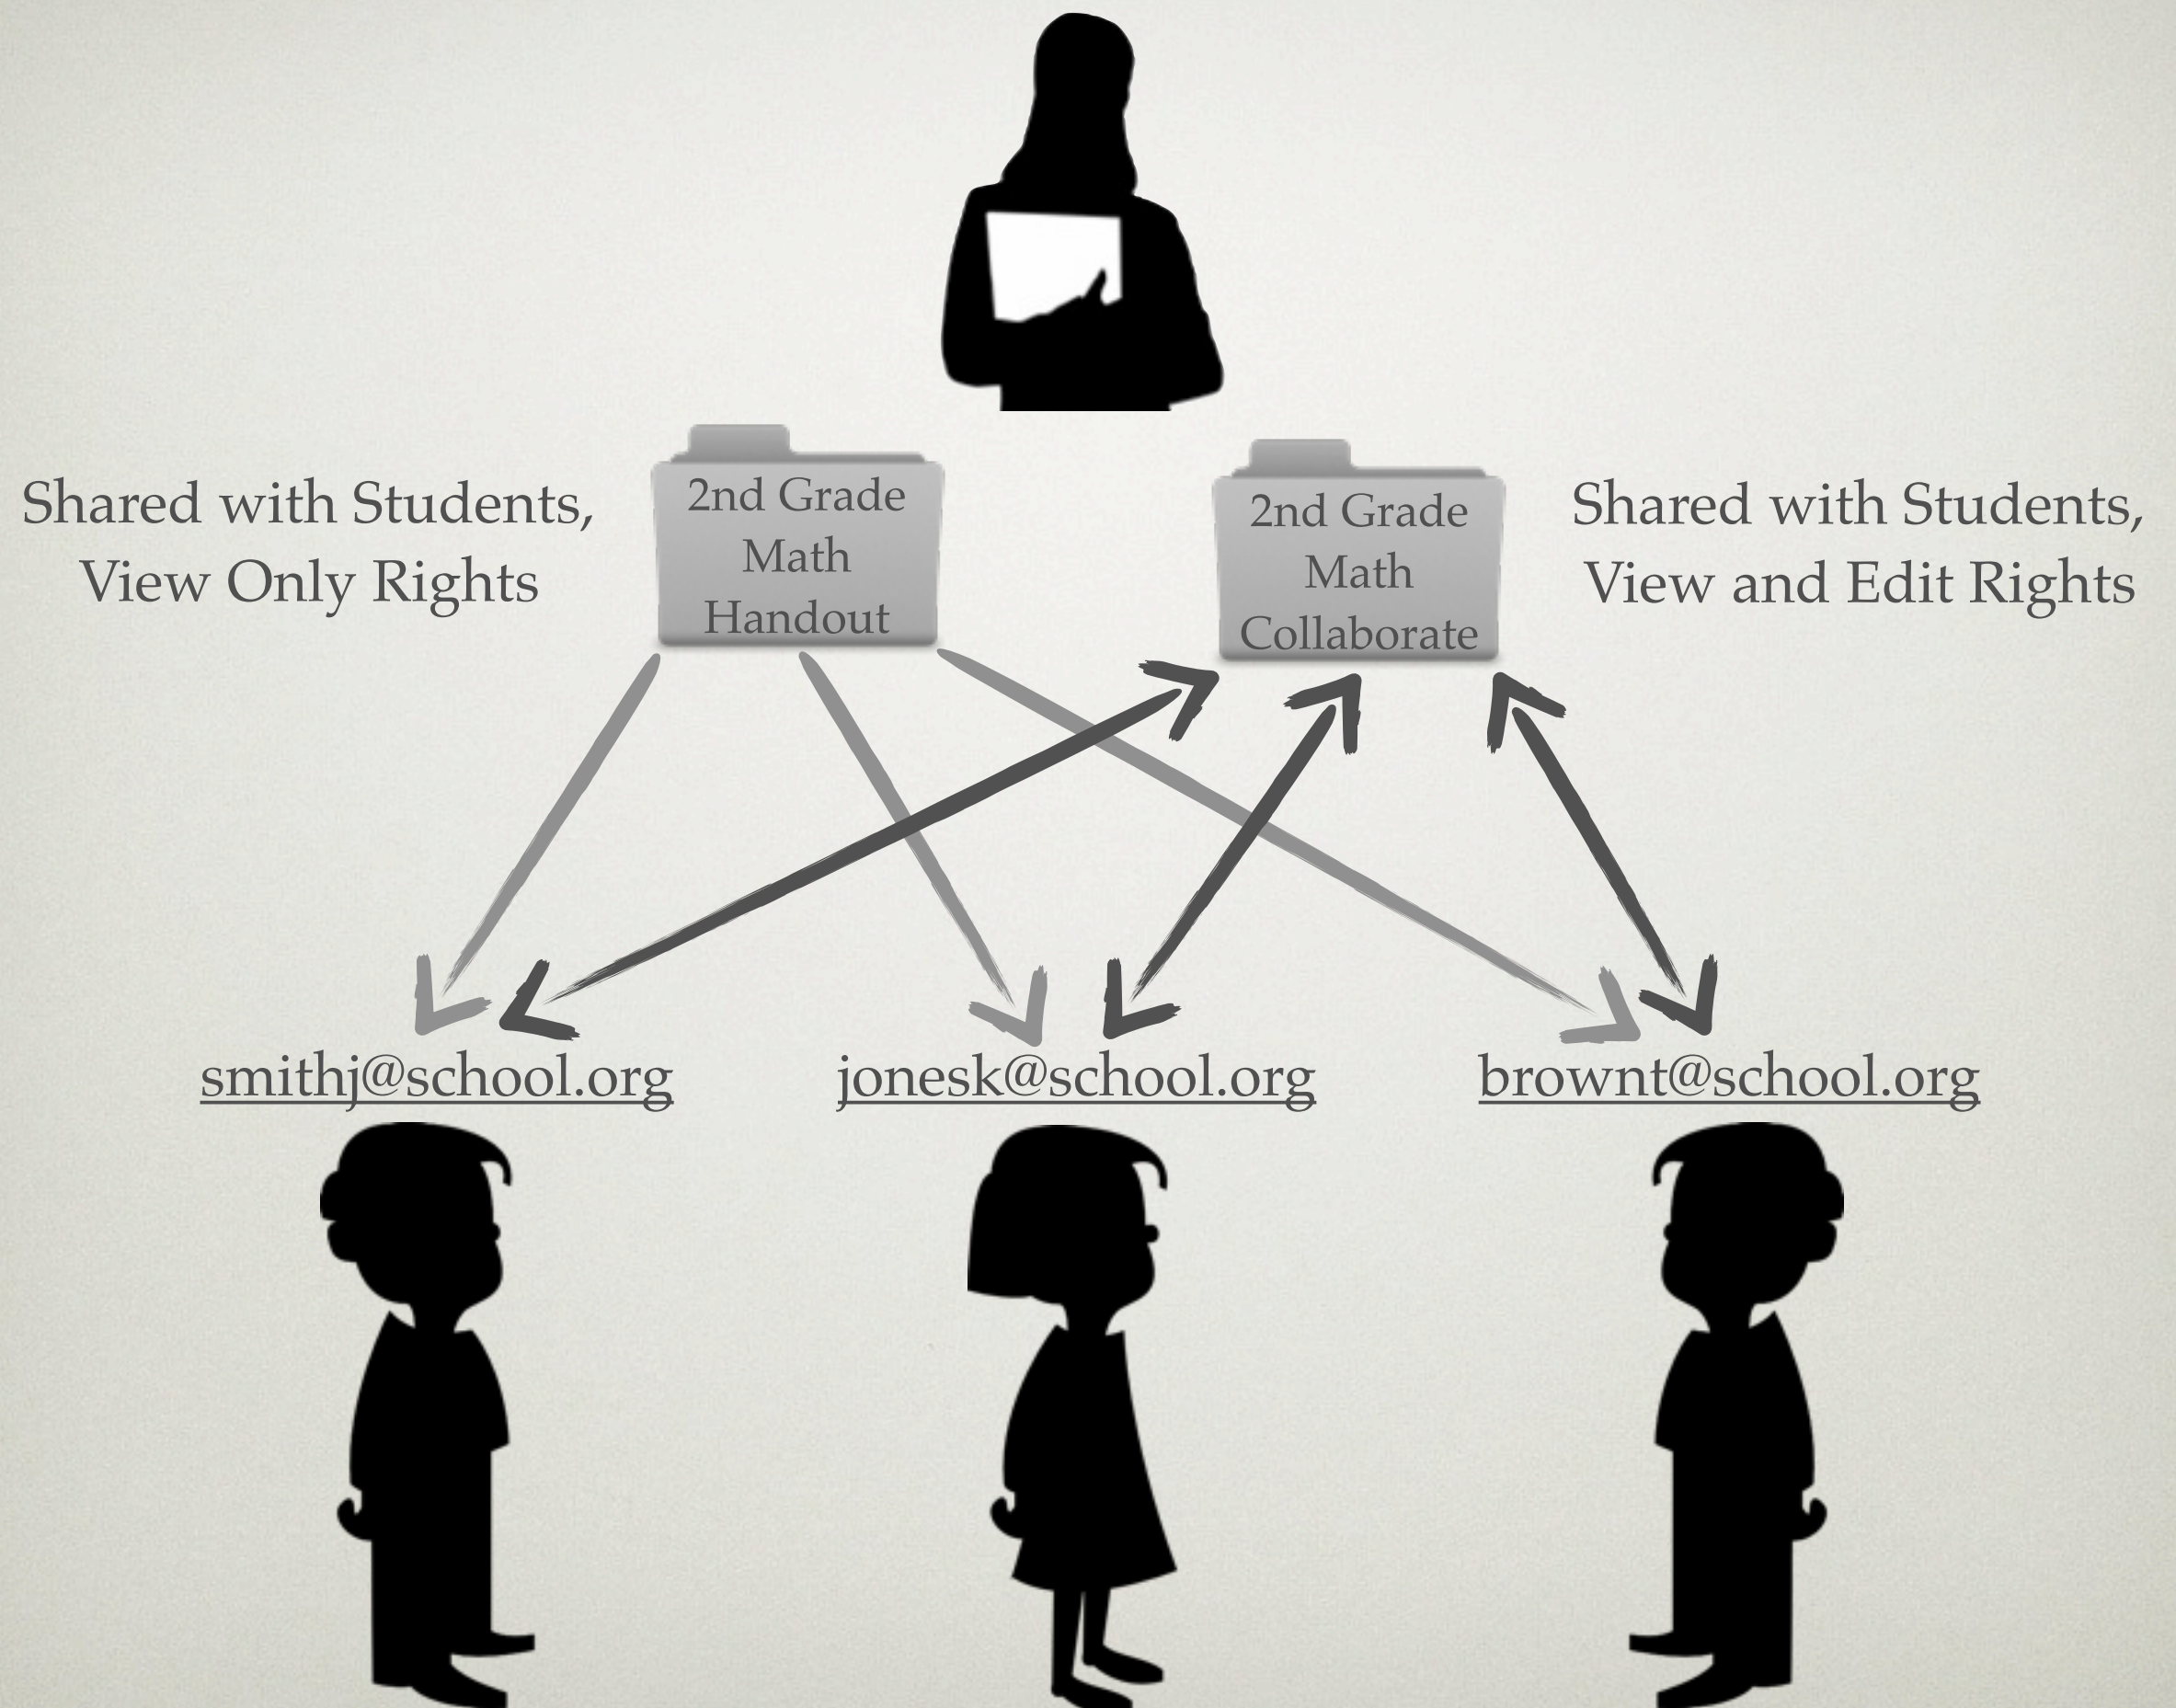 Shared with Students,
View Only Rights
2nd Grade
Math
Handout
2nd Grade
Math
Collaborate
Shared with Students,
View and Edit Rights
smithj@school.org
jonesk@school.org
brownt@school.org